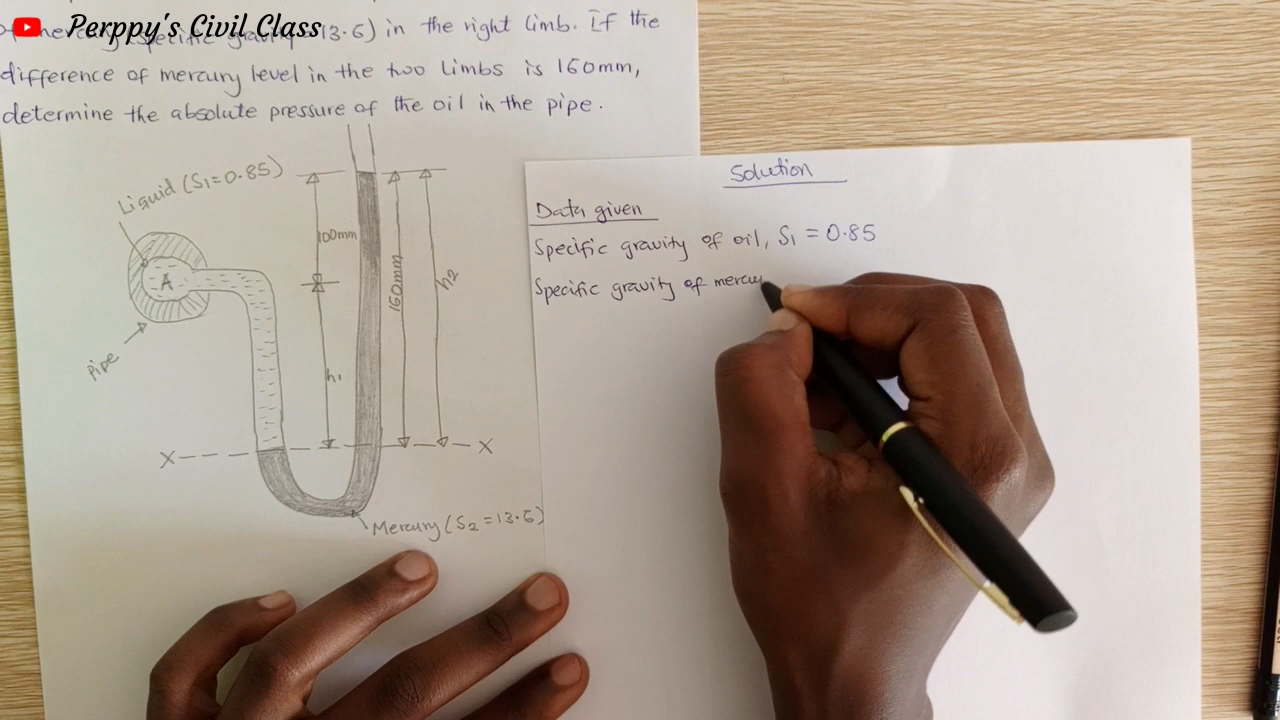 Perppy's Civil Class
in the right limb. If the
difference of mercury level in the two limbs is 160mm,
determine the absolute pressure of the oil in the pipe.
Liquid (S1=0.85)
100mm
160mm
h2
A
h1
pipe
X
X
Mercury (S2=13.6)
Solution
Data given
Specific gravity of oil, S1 = 0.85
Specific gravity of mercu